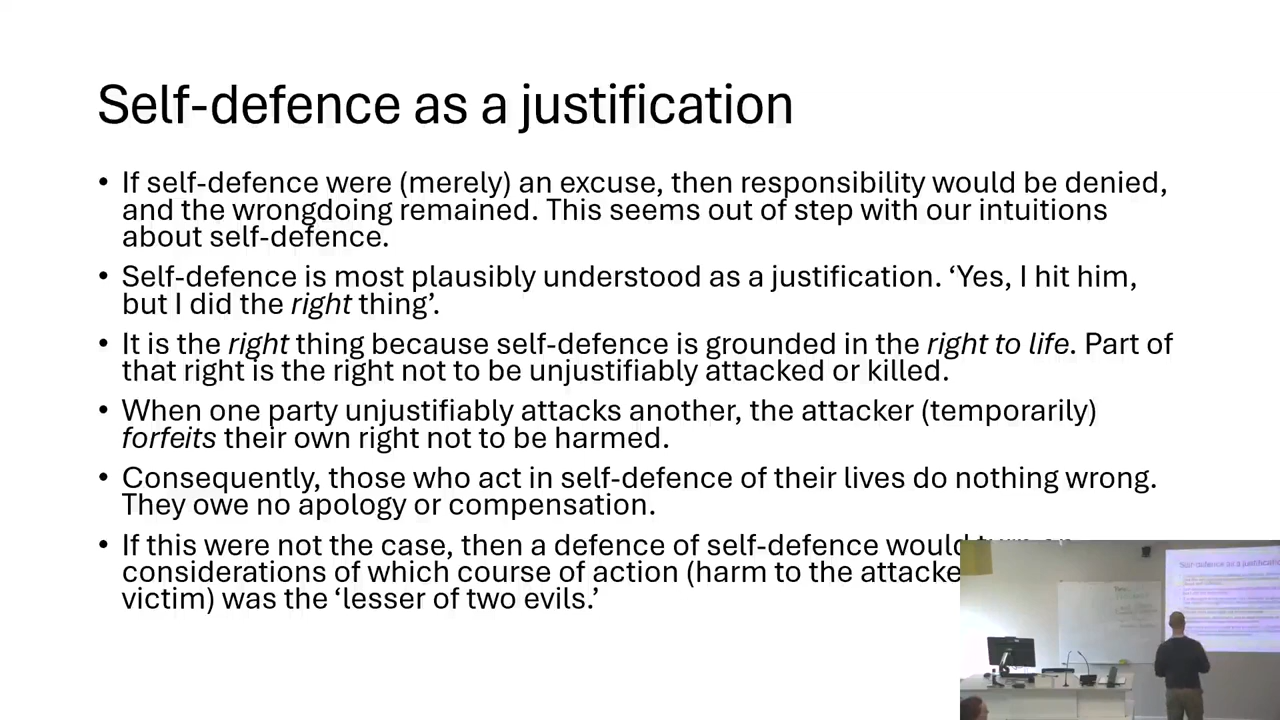 Self-defence as a justification
• If self-defence were (merely) an excuse, then responsibility would be denied,
and the wrongdoing remained. This seems out of step with our intuitions
about self-defence.
• Self-defence is most plausibly understood as a justification. ‘Yes, I hit him,
but I did the right thing’.
• It is the right thing because self-defence is grounded in the right to life. Part of
that right is the right not to be unjustifiably attacked or killed.
• When one party unjustifiably attacks another, the attacker (temporarily)
forfeits their own right not to be harmed.
• Consequently, those who act in self-defence of their lives do nothing wrong.
They owe no apology or compensation.
• If this were not the case, then a defence of self-defence would turn on
considerations of which course of action (harm to the attacke
victim) was the ‘lesser of two evils.’
Self-defence as a justificatio